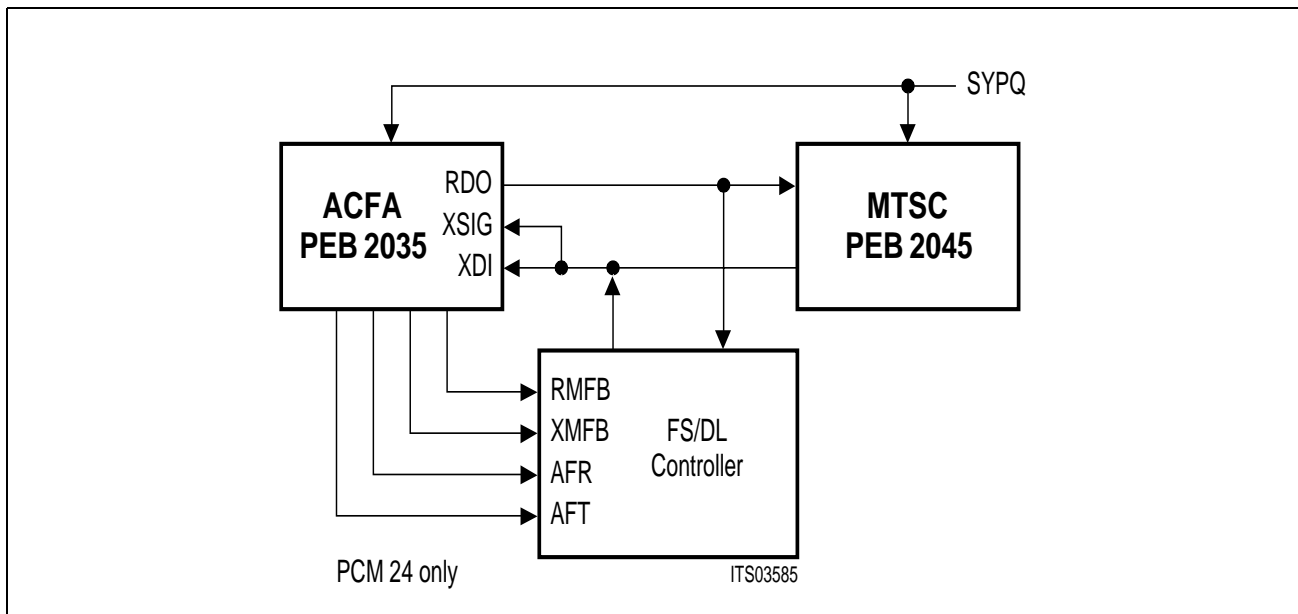 SYPQ
ACFA
PEB 2035
RDO
XSIG
XDI
MTSC
PEB 2045
RMFB
XMFB
AFR
AFT
FS/DL
Controller
PCM 24 only
ITS03585